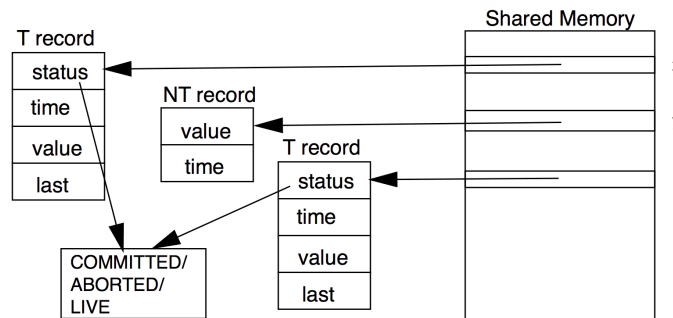 Shared Memory
T record
status
time
value
last
NT record
value
time
T record
status
time
value
last
COMMITTED/
ABORTED/
LIVE